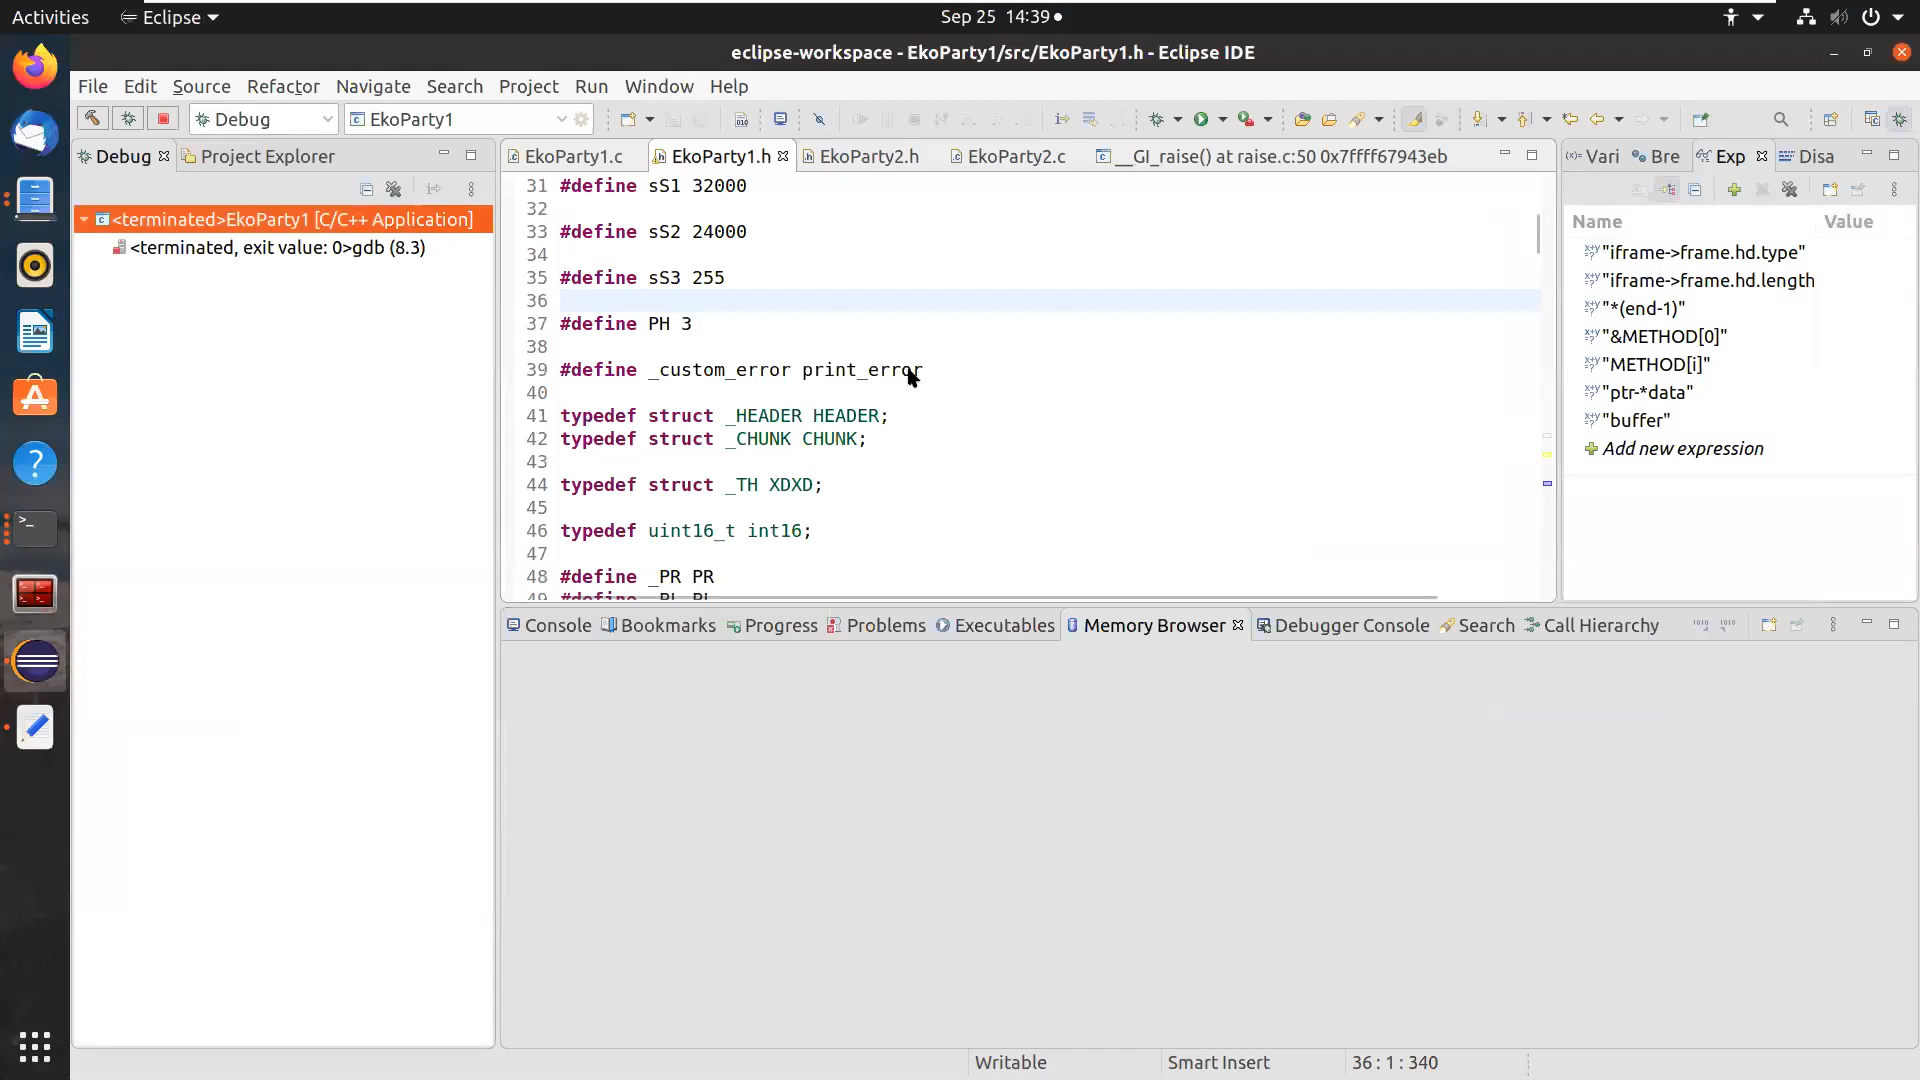 Activities Eclipse Sep 25 14:39
eclipse-workspace - EkoParty1/src/EkoParty1.h - Eclipse IDE
File Edit Source Refactor Navigate Search Project Run Window Help
Debug EkoParty1
Debug Project Explorer
<terminated>EkoParty1 [C/C++ Application]
<terminated, exit value: 0>gdb (8.3)
EkoParty1.c EkoParty1.h EkoParty2.h EkoParty2.c __GI_raise() at raise.c:50 0x7ffff67943eb
31 #define sS1 32000
32
33 #define sS2 24000
34
35 #define sS3 255
36
37 #define PH 3
38
39 #define _custom_error print_error
40
41 typedef struct _HEADER HEADER;
42 typedef struct _CHUNK CHUNK;
43
44 typedef struct _TH XDXD;
45
46 typedef uint16_t int16;
47
48 #define _PR PR
Vari Bre Exp Disa
Name Value
"iframe->frame.hd.type"
"iframe->frame.hd.length
"*(end-1)"
"&METHOD[0]"
"METHOD[i]"
"ptr-*data"
"buffer"
Add new expression
Console Bookmarks Progress Problems Executables Memory Browser Debugger Console Search Call Hierarchy
Writable Smart Insert 36 : 1 : 340